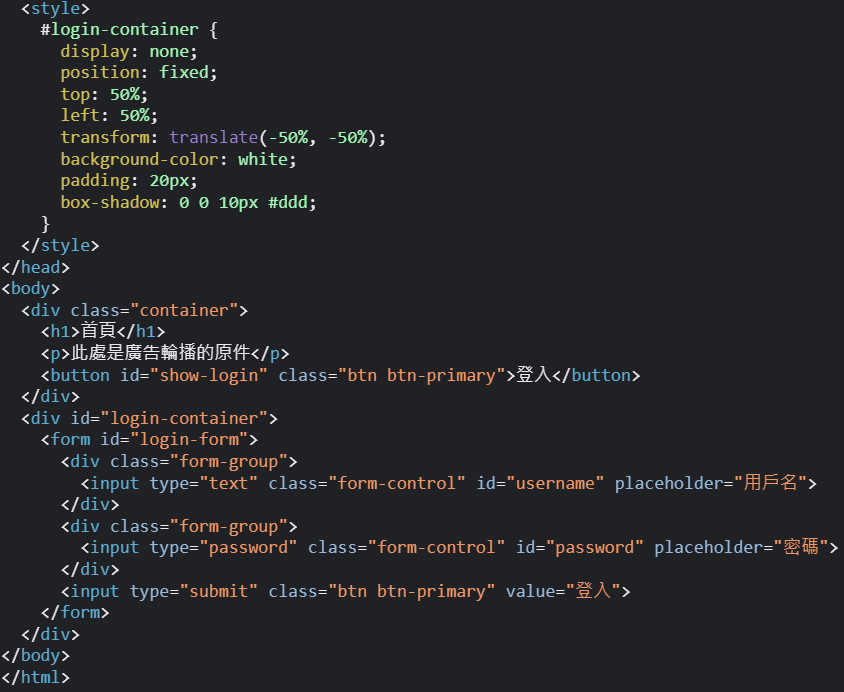 <style>
#login-container {
display: none;
position: fixed;
top: 50%;
left: 50%;
transform: translate(-50%, -50%);
background-color: white;
padding: 20px;
box-shadow: 0 0 10px #ddd;
}
</style>
</head>
<body>
<div class="container">
<h1>首頁</h1>
<p>此處是廣告輪播的原件</p>
<button id="show-login" class="btn btn-primary">登入</button>
</div>
<div id="login-container">
<form id="login-form">
<div class="form-group">
<input type="text" class="form-control" id="username" placeholder="用戶名">
</div>
<div class="form-group">
<input type="password" class="form-control" id="password" placeholder="密碼">
</div>
<input type="submit" class="btn btn-primary" value="登入">
</form>
</div>
</body>
</html>